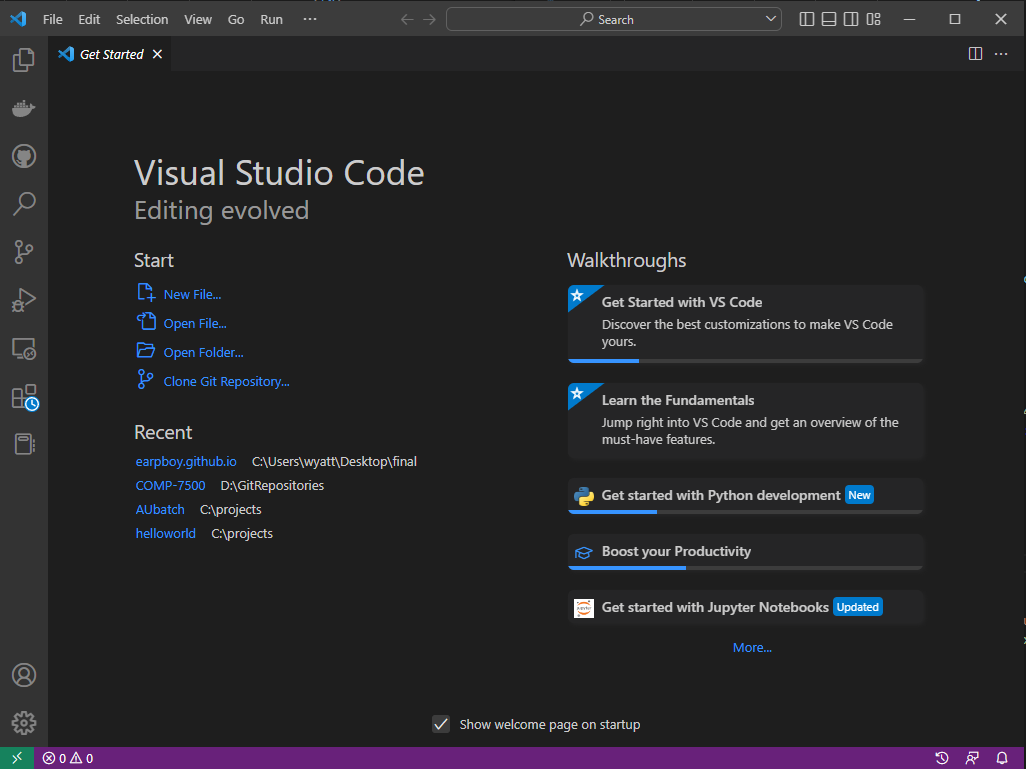 File Edit Selection View Go Run ···
Search
Get Started
Visual Studio Code
Editing evolved
Start
New File...
Open File...
Open Folder...
Clone Git Repository...
Recent
earpboy.github.io C:\Users\wyatt\Desktop\final
COMP-7500 D:\GitRepositories
AUbatch C:\projects
helloworld C:\projects
Walkthroughs
Get Started with VS Code
Discover the best customizations to make VS Code
yours.
Learn the Fundamentals
Jump right into VS Code and get an overview of the
must-have features.
Get started with Python development New
Boost your Productivity
Get started with Jupyter Notebooks Updated
More...
Show welcome page on startup
0 0